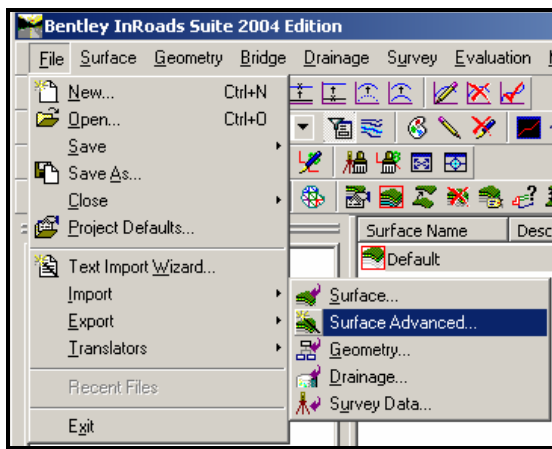 Bentley InRoads Suite 2004 Edition
File Surface Geometry Bridge Drainage Survey Evaluation
New... Ctrl+N
Open... Ctrl+O
Save
Save As...
Close
Project Defaults...
Surface Name Desc
Default
Text Import Wizard...
Import
Surface...
Export
Surface Advanced...
Translators
Geometry...
Recent Files
Drainage...
Survey Data...
Exit